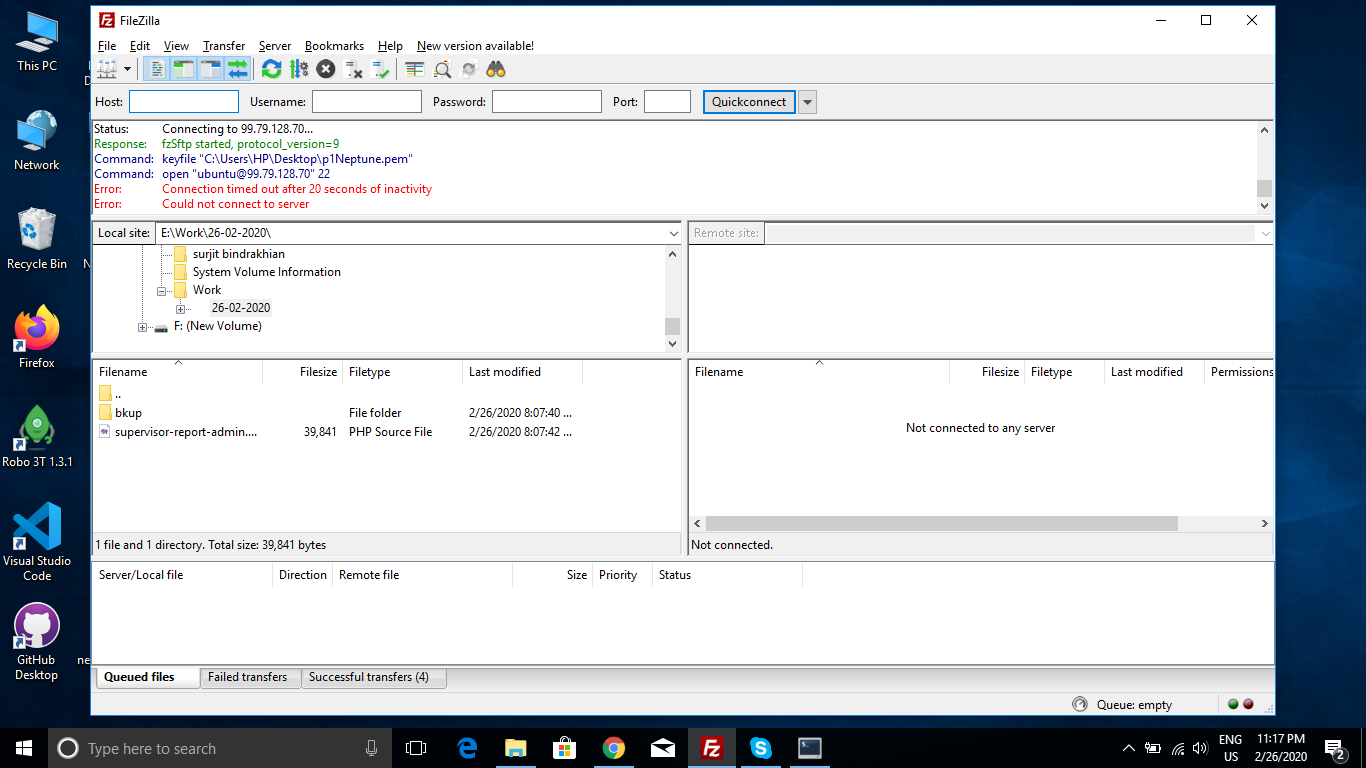 This PC
Network
Recycle Bin
N
Firefox
Robo 3T 1.3.1
Visual Studio
Code
GitHub
Desktop
ne
FileZilla
File Edit View Transfer Server Bookmarks Help New version available!
Host: Username: Password: Port: Quickconnect
Status: Connecting to 99.79.128.70...
Response: fzSftp started, protocol_version=9
Command: keyfile "C:\Users\HP\Desktop\p1Neptune.pem"
Command: open "ubuntu@99.79.128.70" 22
Error: Connection timed out after 20 seconds of inactivity
Error: Could not connect to server
Local site: E:\Work\26-02-2020\
Remote site:
surjit bindrakhian
System Volume Information
Work
26-02-2020
F: (New Volume)
Filename Filesize Filetype Last modified
..
bkup File folder 2/26/2020 8:07:40 ...
supervisor-report-admin.... 39,841 PHP Source File 2/26/2020 8:07:42 ...
1 file and 1 directory. Total size: 39,841 bytes
Filename Filesize Filetype Last modified Permissions
Not connected to any server
Not connected.
Server/Local file Direction Remote file Size Priority Status
Queued files Failed transfers Successful transfers (4)
Queue: empty
Type here to search
ENG
US
11:17 PM
2/26/2020
2